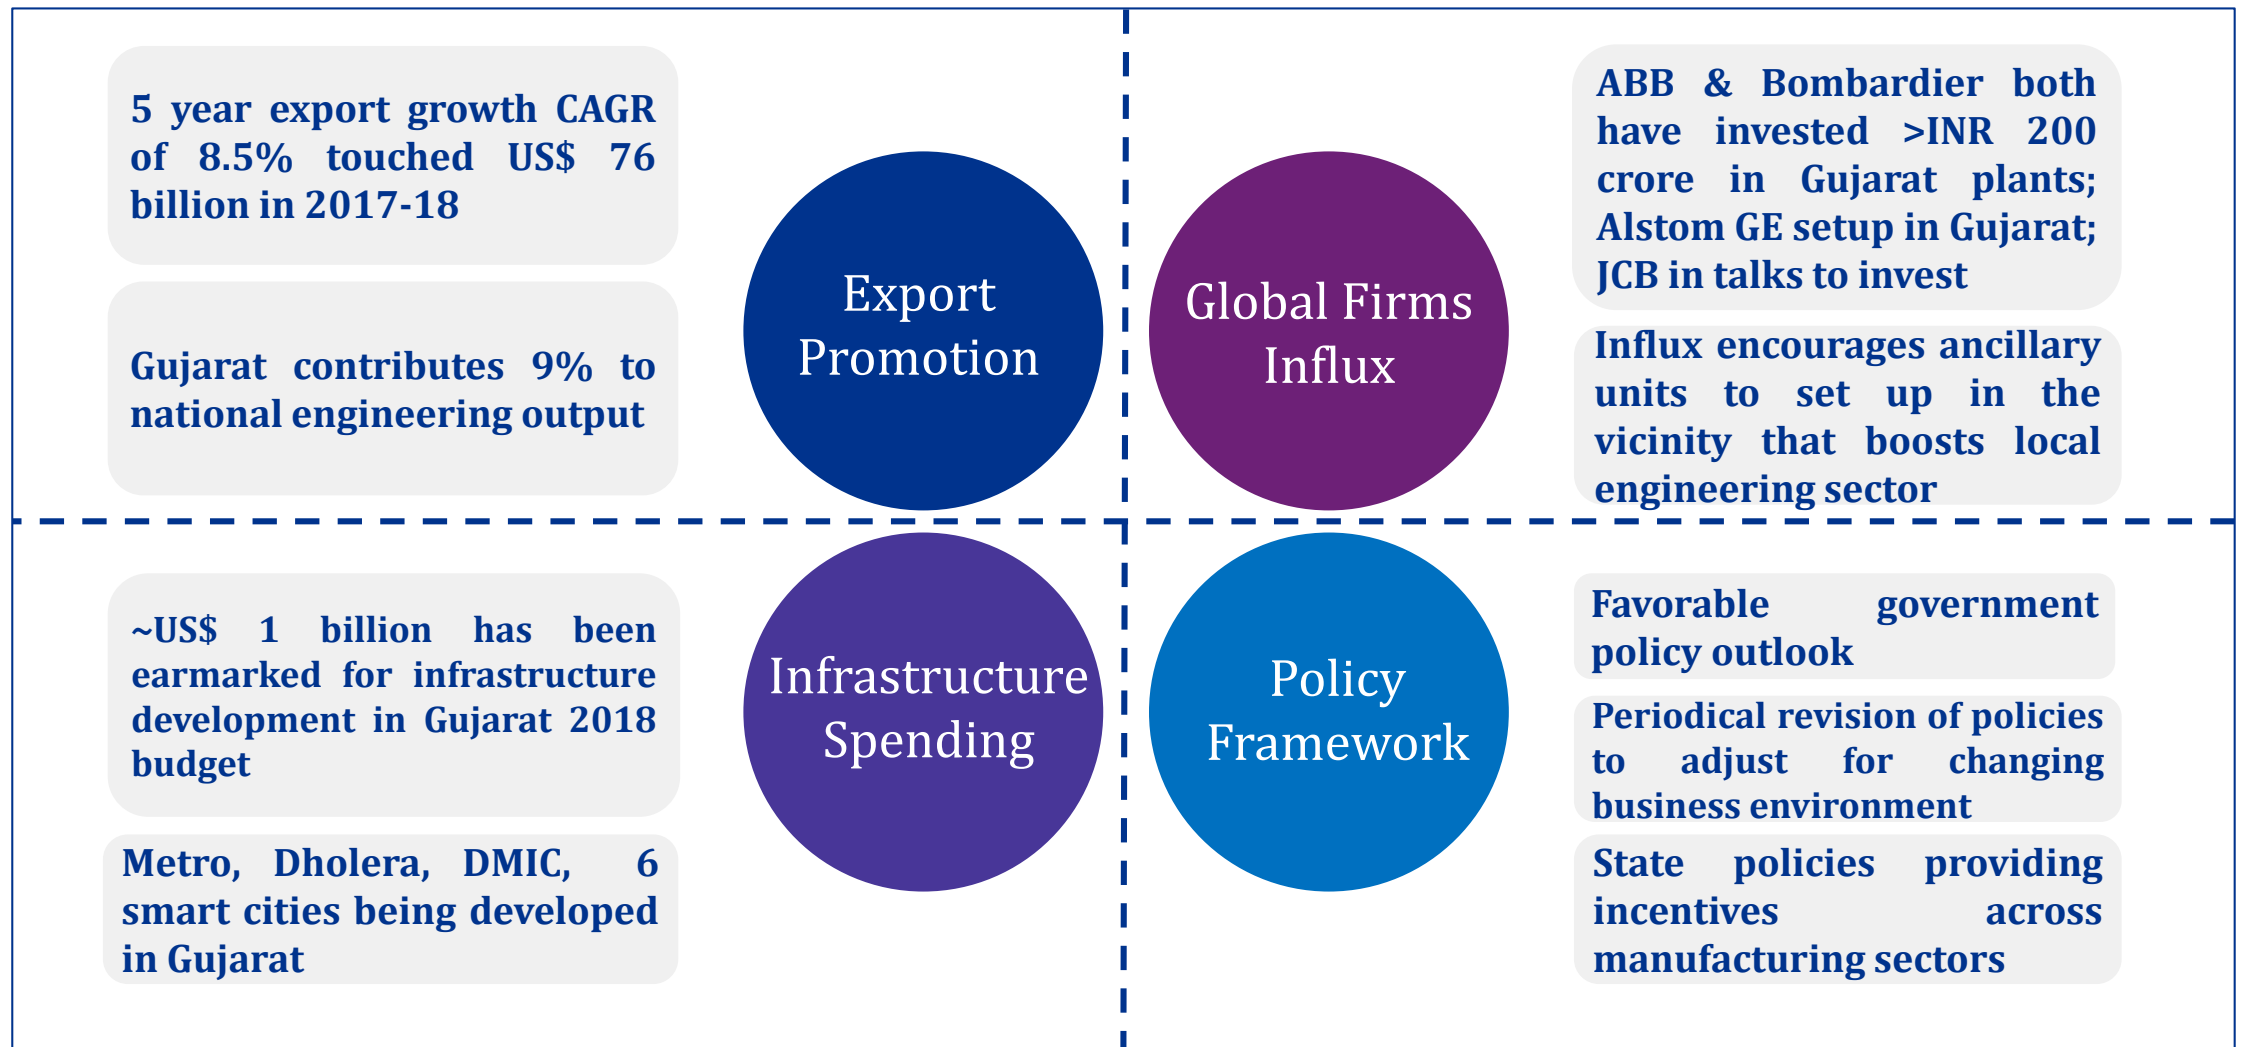 5 year export growth CAGR
of 8.5% touched US$ 76
billion in 2017-18
Gujarat contributes 9% to
national engineering output
Export
Promotion
Global Firms
Influx
ABB & Bombardier both
have invested >INR 200
crore in Gujarat plants;
Alstom GE setup in Gujarat;
JCB in talks to invest
Influx encourages ancillary
units to set up in the
vicinity that boosts local
engineering sector
~US$ 1 billion has been
earmarked for infrastructure
development in Gujarat 2018
budget
Metro, Dholera, DMIC, 6
smart cities being developed
in Gujarat
Infrastructure
Spending
Policy
Framework
Favorable government
policy outlook
Periodical revision of policies
to adjust for changing
business environment
State policies providing
incentives across
manufacturing sectors